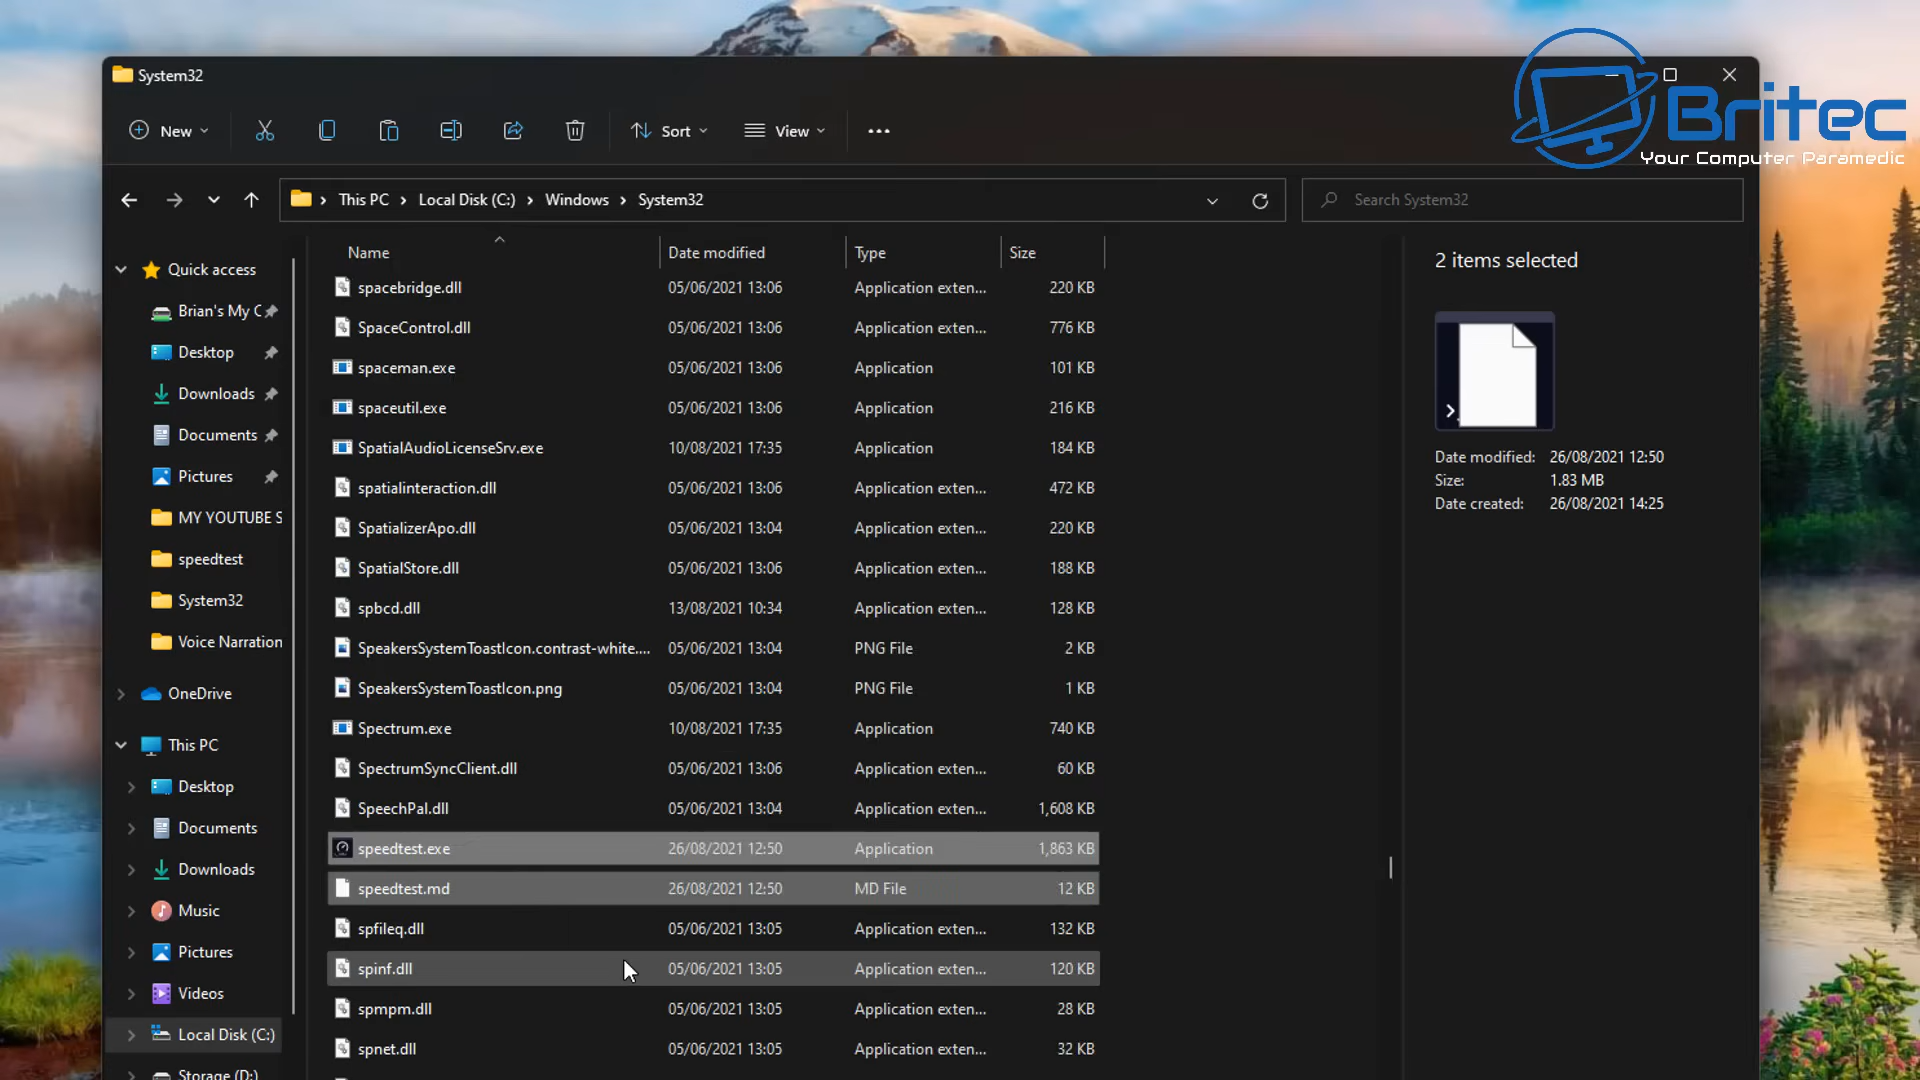 System32
Britec
Your Computer Paramedic
New
Sort
View
This PC
Local Disk (C:)
Windows
System32
Search System32
Name
Date modified
Type
Size
spacebridge.dll 05/06/2021 13:06 Application exten... 220 KB
SpaceControl.dll 05/06/2021 13:06 Application exten... 776 KB
spaceman.exe 05/06/2021 13:06 Application 101 KB
spaceutil.exe 05/06/2021 13:06 Application 216 KB
SpatialAudioLicenseSrv.exe 10/08/2021 17:35 Application 184 KB
spatialinteraction.dll 05/06/2021 13:06 Application exten... 472 KB
SpatializerApo.dll 05/06/2021 13:04 Application exten... 220 KB
SpatialStore.dll 05/06/2021 13:06 Application exten... 188 KB
spbcd.dll 13/08/2021 10:34 Application exten... 128 KB
SpeakersSystemToastIcon.contrast-white.... 05/06/2021 13:04 PNG File 2 KB
SpeakersSystemToastIcon.png 05/06/2021 13:04 PNG File 1 KB
Spectrum.exe 10/08/2021 17:35 Application 740 KB
SpectrumSyncClient.dll 05/06/2021 13:06 Application exten... 60 KB
SpeechPal.dll 05/06/2021 13:04 Application exten... 1,608 KB
speedtest.exe 26/08/2021 12:50 Application 1,863 KB
speedtest.md 26/08/2021 12:50 MD File 12 KB
spfileq.dll 05/06/2021 13:05 Application exten... 132 KB
spinf.dll 05/06/2021 13:05 Application exten... 120 KB
spmpm.dll 05/06/2021 13:05 Application exten... 28 KB
spnet.dll 05/06/2021 13:05 Application exten... 32 KB
Quick access
Brian's My C
Desktop
Downloads
Documents
Pictures
MY YOUTUBE S
speedtest
System32
Voice Narration
OneDrive
This PC
Desktop
Documents
Downloads
Music
Pictures
Videos
Local Disk (C:)
Storage (D:)
2 items selected
Date modified: 26/08/2021 12:50
Size: 1.83 MB
Date created: 26/08/2021 14:25